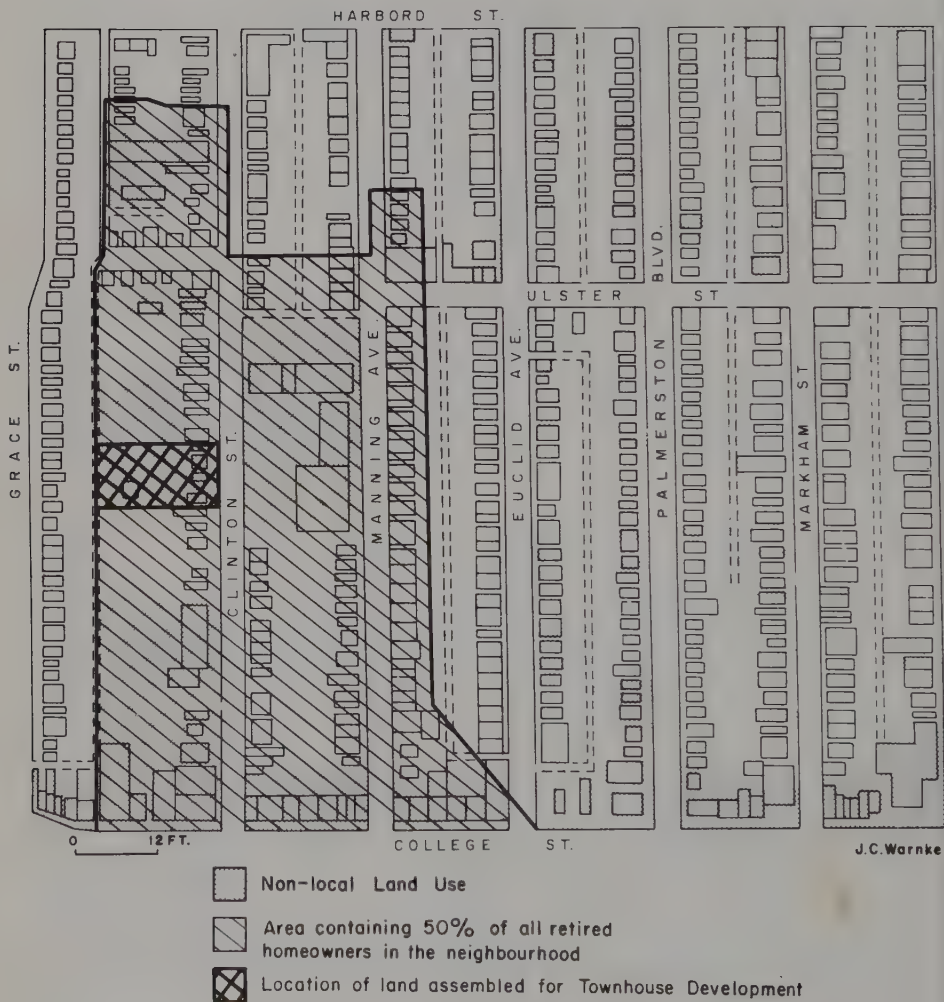 HARBORD ST.
GRACE ST.
CLINTON ST.
MANNING AVE.
EUCLID AVE.
PALMERSTON BLVD.
MARKHAM ST
ULSTER ST
COLLEGE ST.
0 12 FT.
J.C.Warnke
Non-local Land Use
Area containing 50% of all retired
homeowners in the neighbourhood
Location of land assembled for Townhouse Development